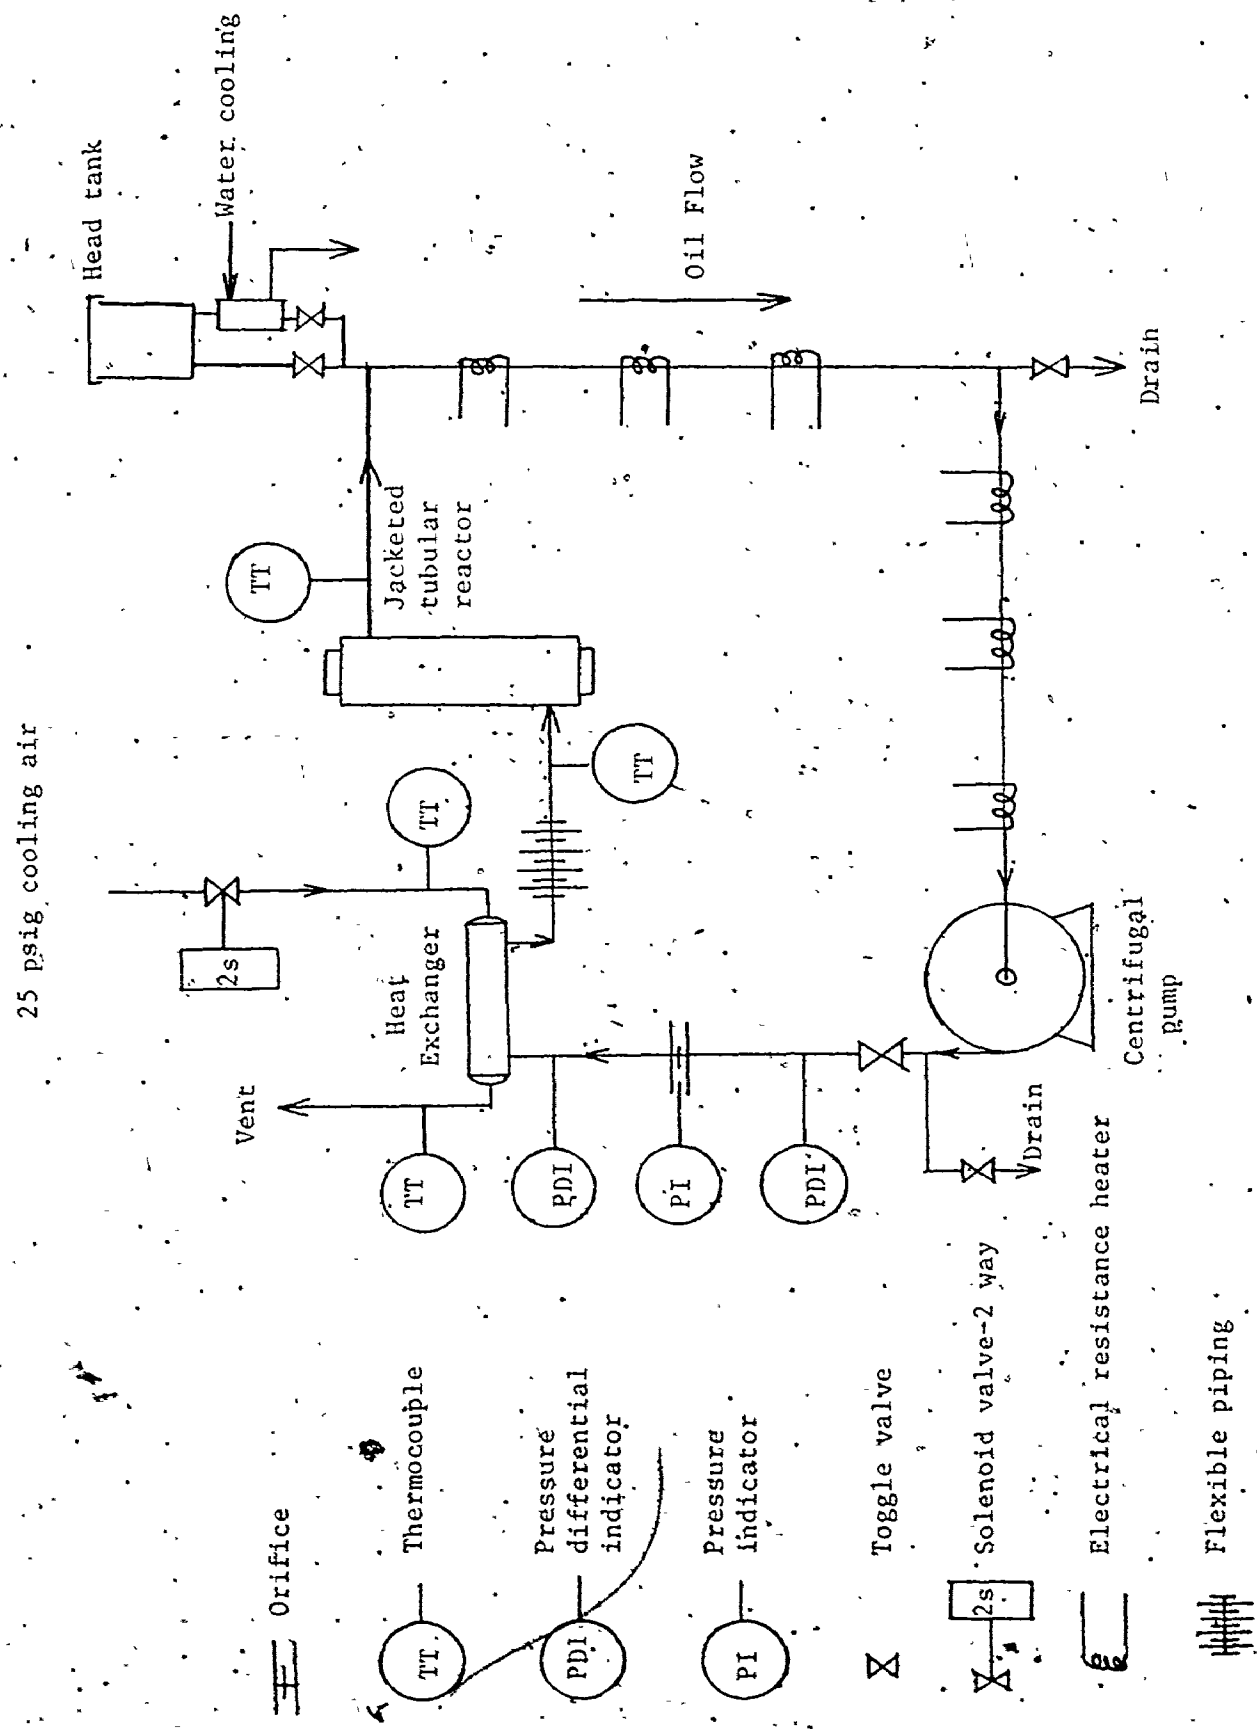 25 psig cooling air
Head tank
Water cooling
2s
Vent
TT
TT
TT
TT
Heat
Exchanger
Jacketed
tubular
reactor
Oil Flow
PDI
PI
PDI
Drain
Drain
Centrifugal
pump
Orifice
TT
Thermocouple
PDI
Pressure
differential
indicator
PI
Pressure
indicator
Toggle valve
2s
Solenoid valve-2 way
Electrical resistance heater
Flexible piping